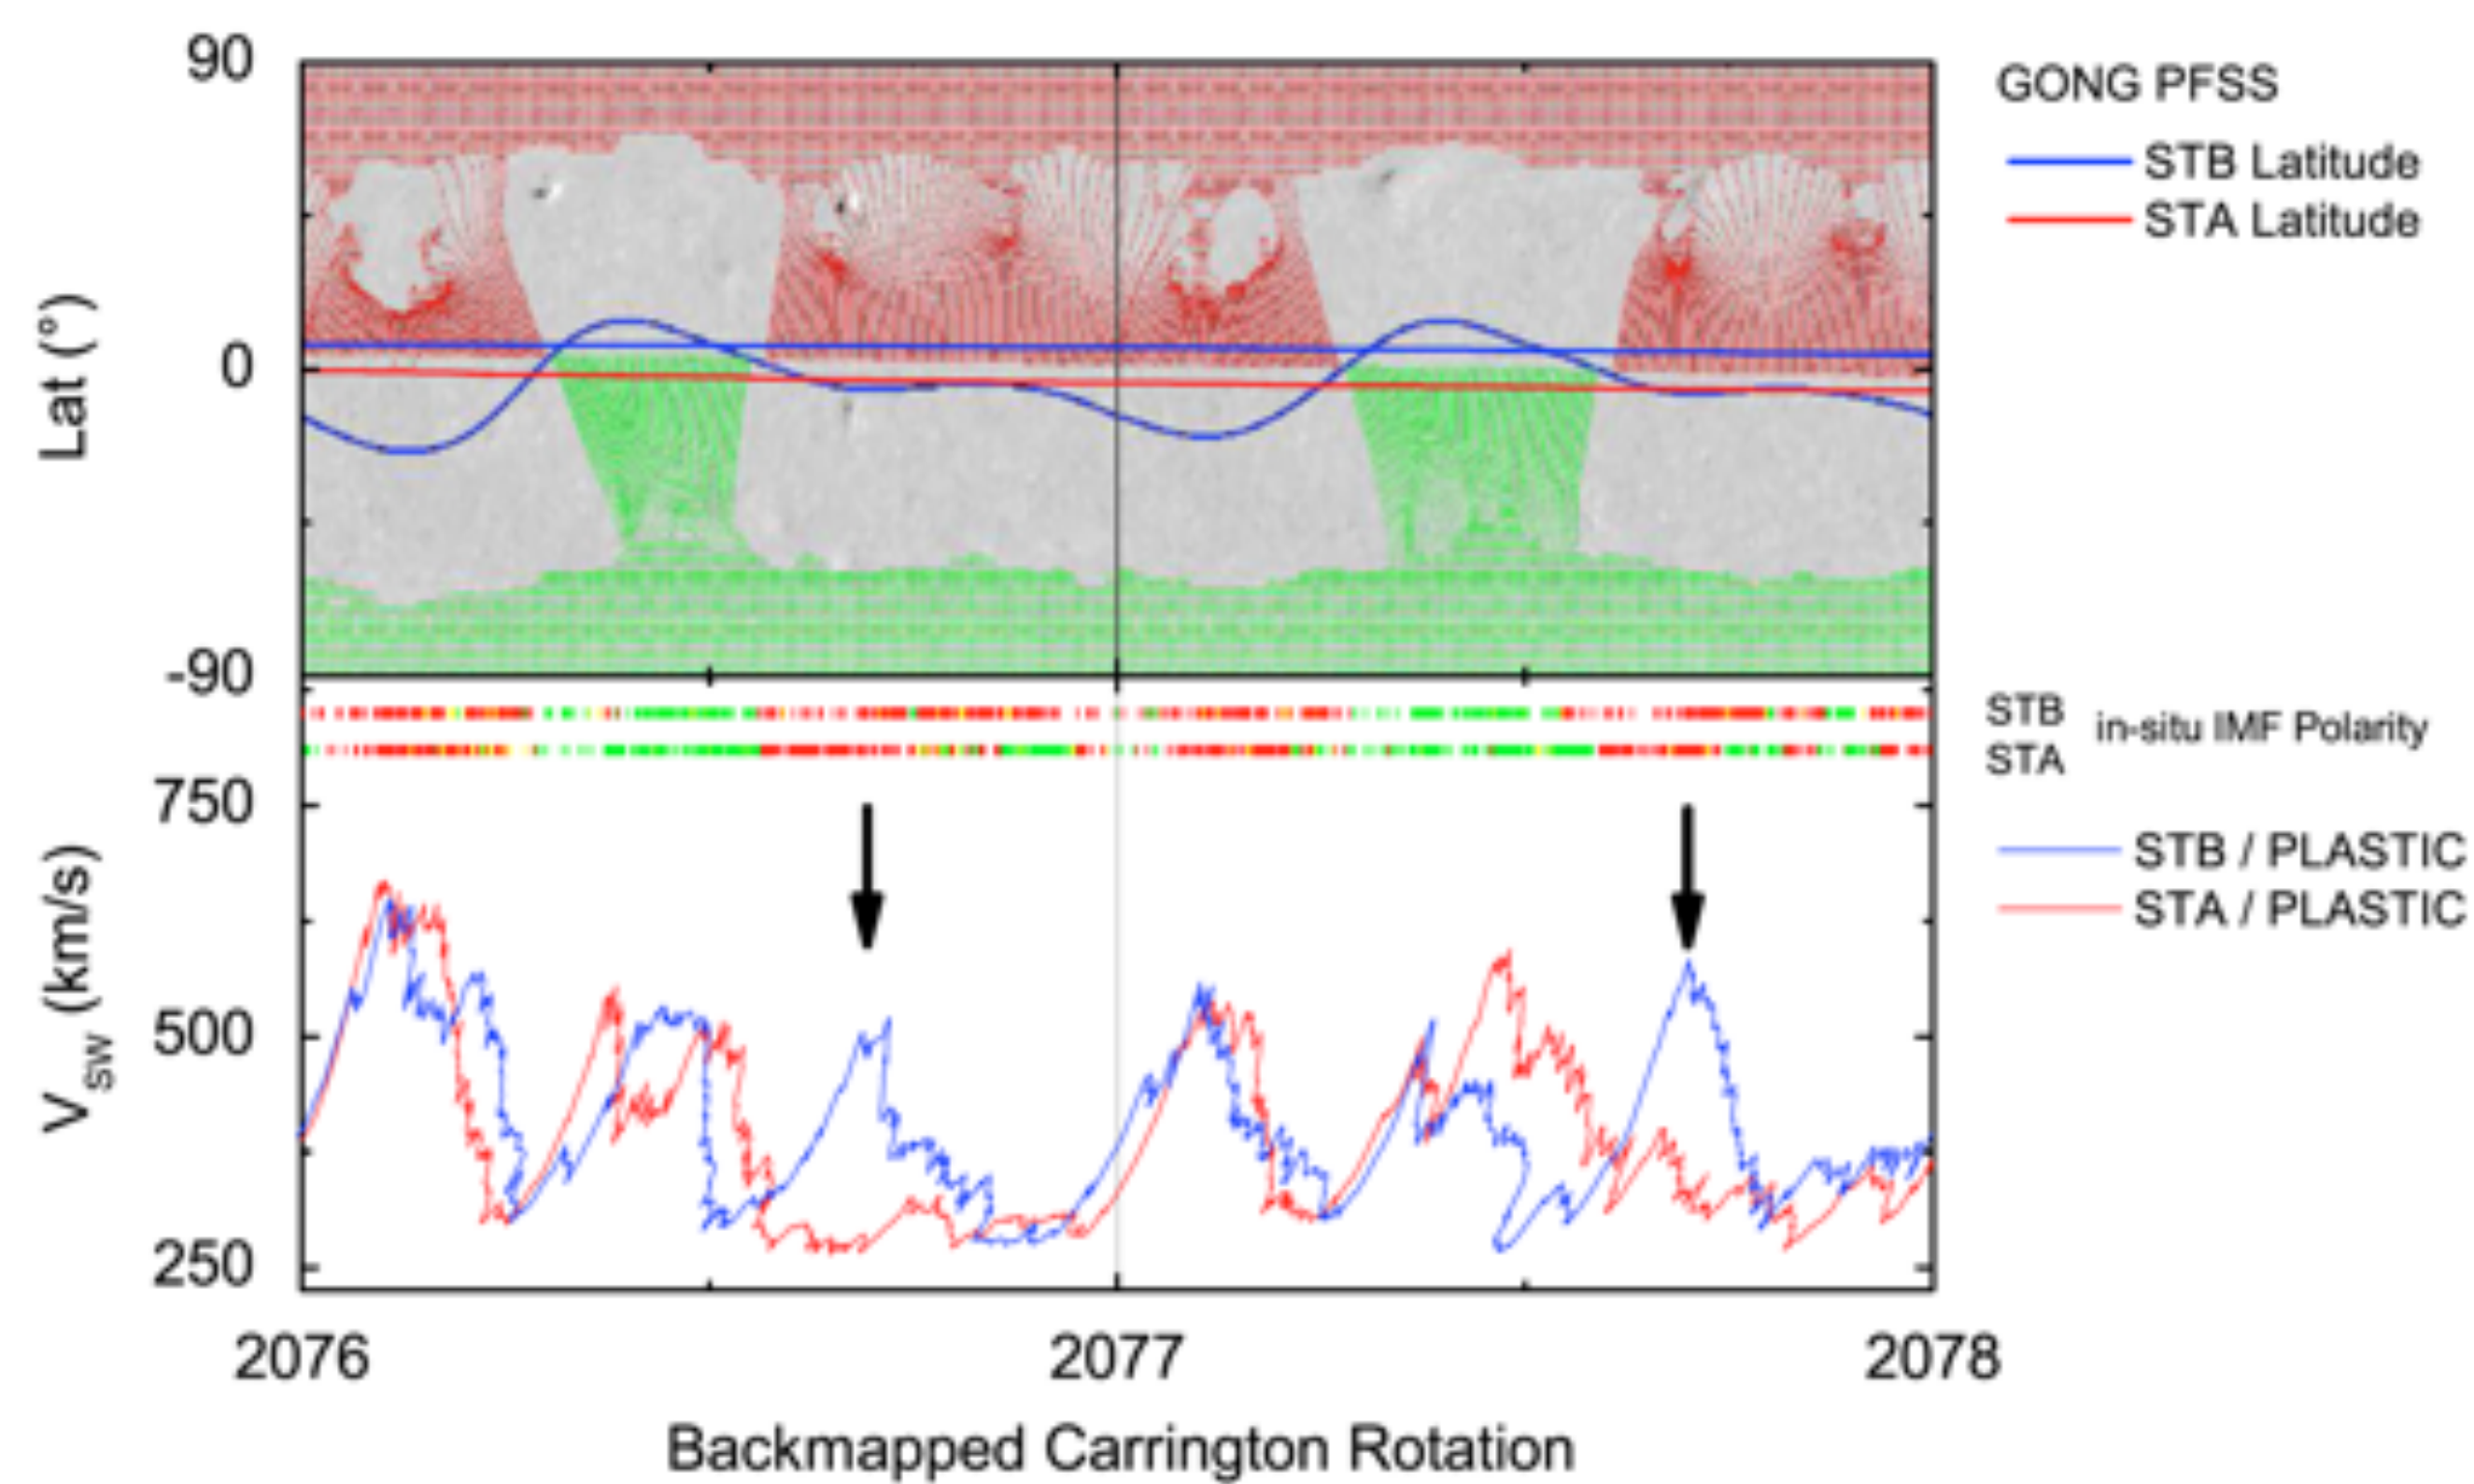 90
0
-90
Lat (°)
GONG PFSS
STB Latitude
STA Latitude
STB
STA
in-situ IMF Polarity
750
500
250
V_SW (km/s)
STB / PLASTIC
STA / PLASTIC
2076
2077
2078
Backmapped Carrington Rotation